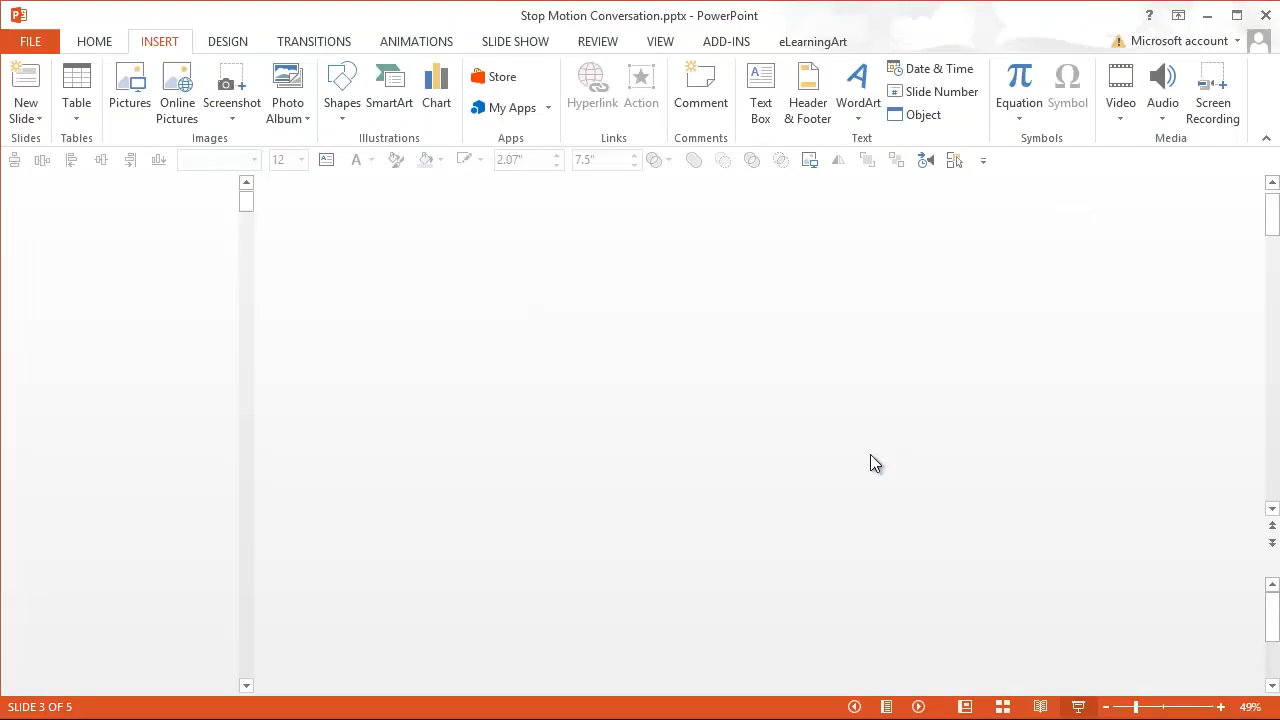 Stop Motion Conversation.pptx - PowerPoint
?
FILE HOME INSERT DESIGN TRANSITIONS ANIMATIONS SLIDE SHOW REVIEW VIEW ADD-INS eLearningArt Microsoft account
New Slide
Table
Pictures
Online Pictures
Screenshot
Photo Album
Shapes
SmartArt
Chart
Store
My Apps
Hyperlink
Action
Comment
Text Box
Header & Footer
WordArt
Date & Time
Slide Number
Object
Equation
Symbol
Video
Audio
Screen Recording
Slides Tables Images Illustrations Apps Links Comments Text Symbols Media
12 2.07" 7.5"
SLIDE 3 OF 5 49%